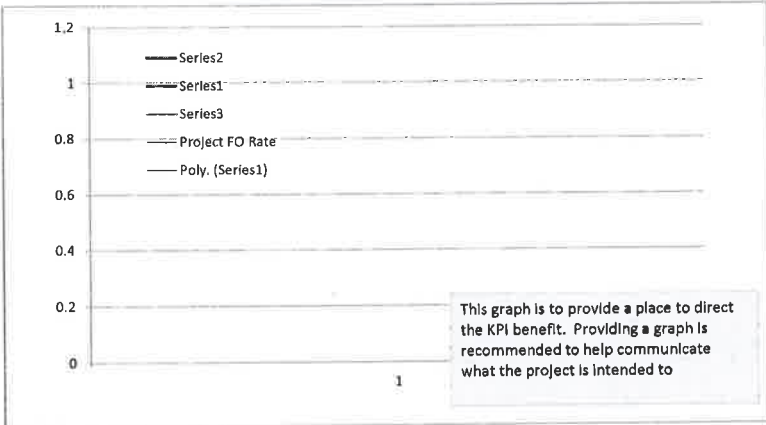 1.2
Series2
1
Series1
Series3
0.8
Project FO Rate
Poly. (Series1)
0.6
0.4
0.2
This graph is to provide a place to direct
the KPI benefit. Providing a graph is
recommended to help communicate
what the project is intended to
0
1